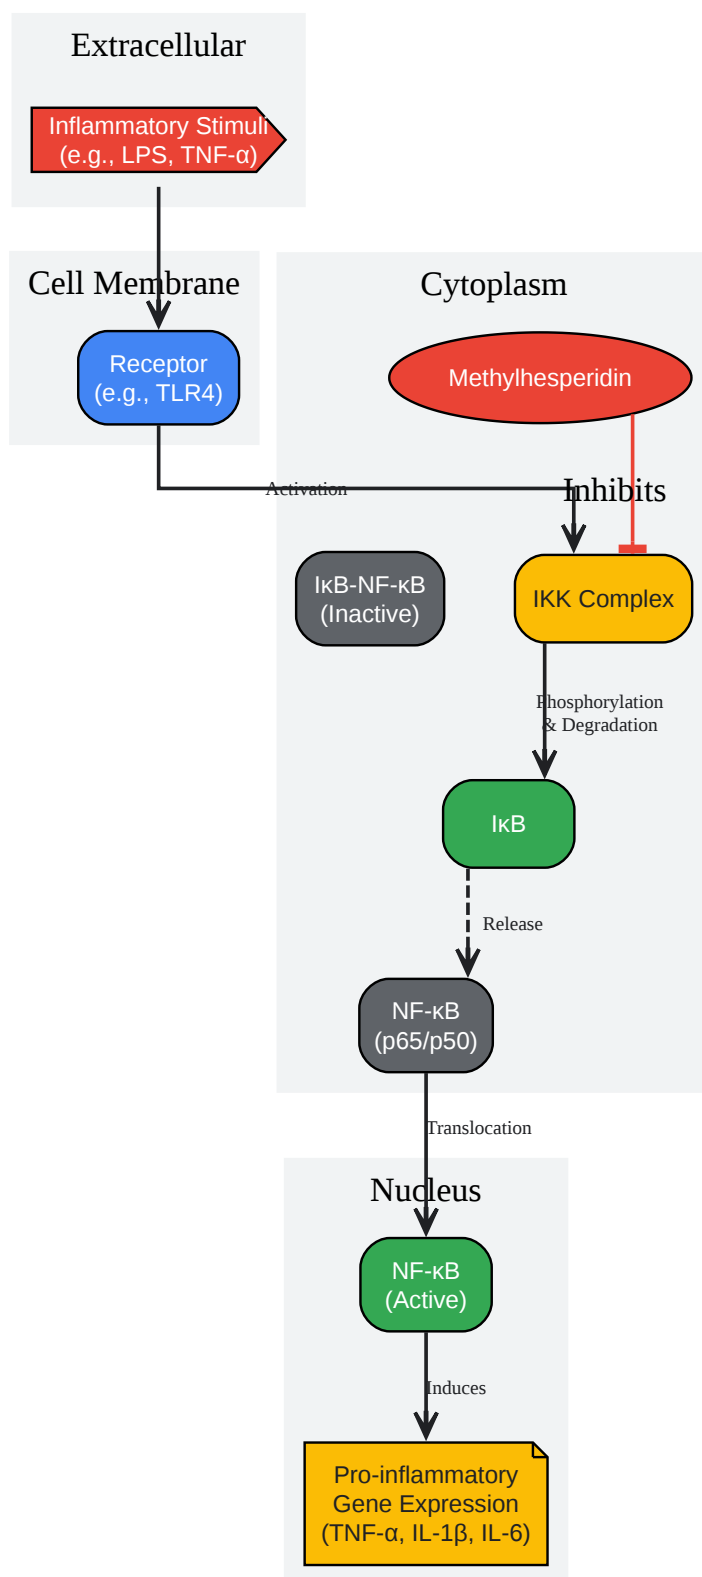 Extracellular
Inflammatory Stimuli
(e.g., LPS, TNF-α)
Cell Membrane
Receptor
(e.g., TLR4)
Cytoplasm
Methylhesperidin
Activation
Inhibits
IκB-NF-κB
(Inactive)
IKK Complex
Phosphorylation
& Degradation
IκB
Release
NF-κB
(p65/p50)
Translocation
Nucleus
NF-κB
(Active)
Induces
Pro-inflammatory
Gene Expression
(TNF-α, IL-1β, IL-6)